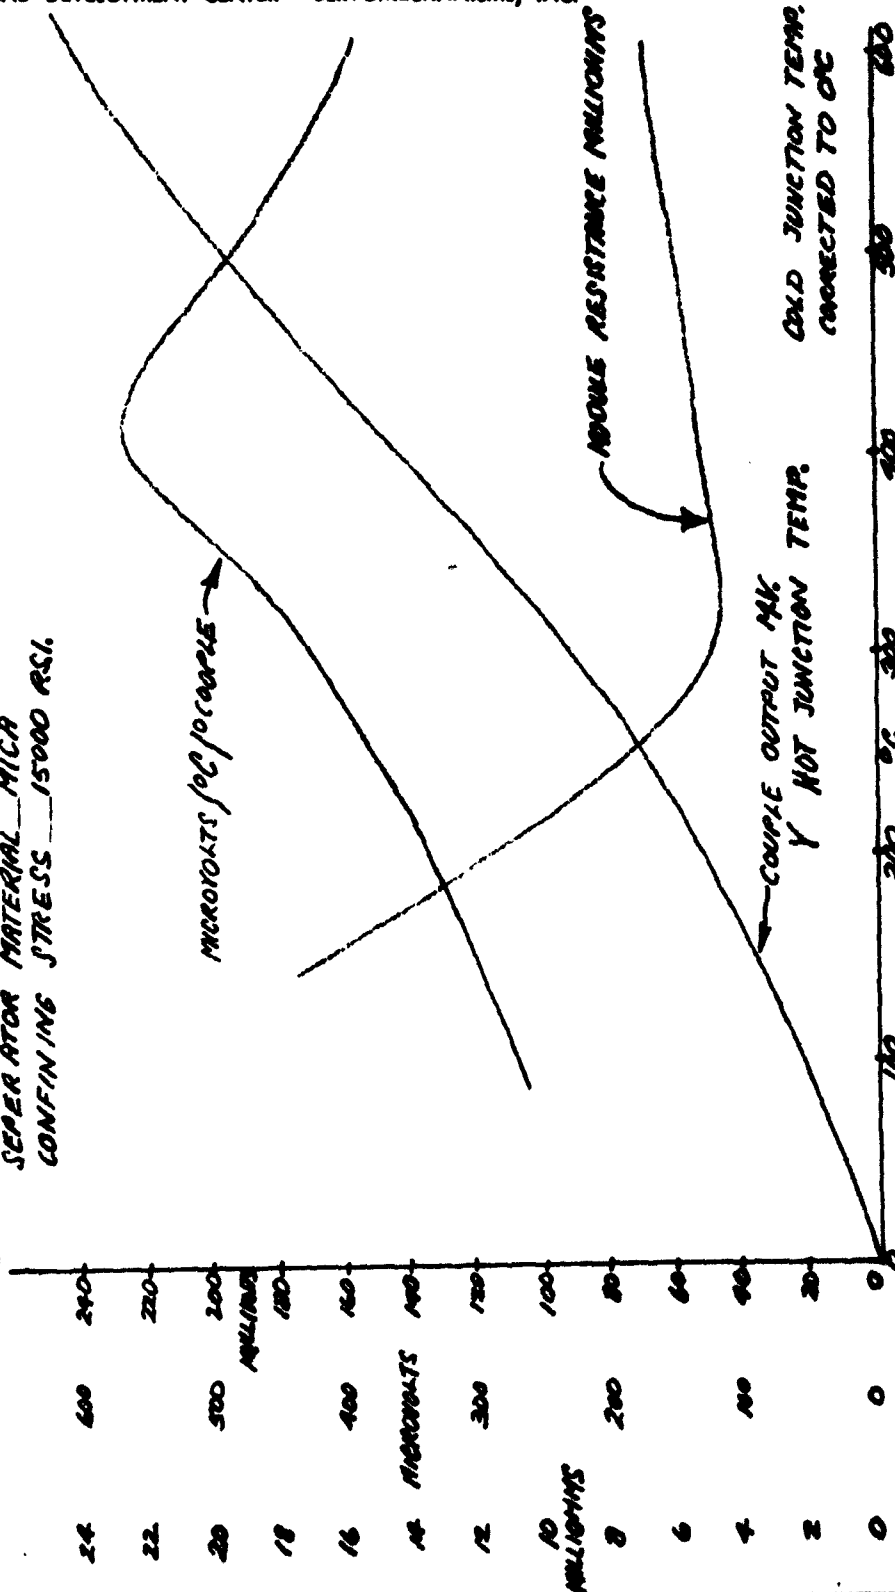 SEPERATOR MATERIAL __ MICA
CONFINING STRESS __ 15000 PSI.
MICROVOLTS/°C/COUPLE
MODULE RESISTANCE MILLIOHMS
COUPLE OUTPUT MV.
V HOT JUNCTION TEMP.
COLD JUNCTION TEMP.
CORRECTED TO 0°C
24 600 240
22 220
20 500 200
MILLIVOLTS
18 180
16 400 160
MICROVOLTS
14 140
12 300 120
10 100
MILLIOHMS
8 200 80
6 60
4 100 40
2 20
0 0 0
0 100 200 °C 300 400 500 600